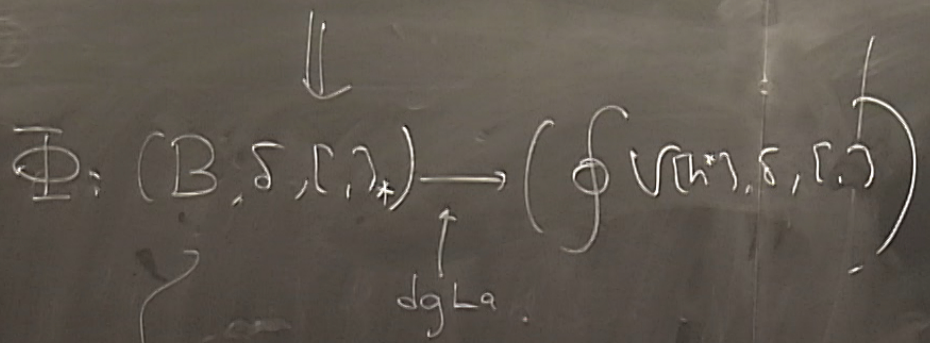 ⇓
Φ: (B, δ, [,]⋆) → (∮ V[[ħ]], δ, [,])
↑
dgLa.